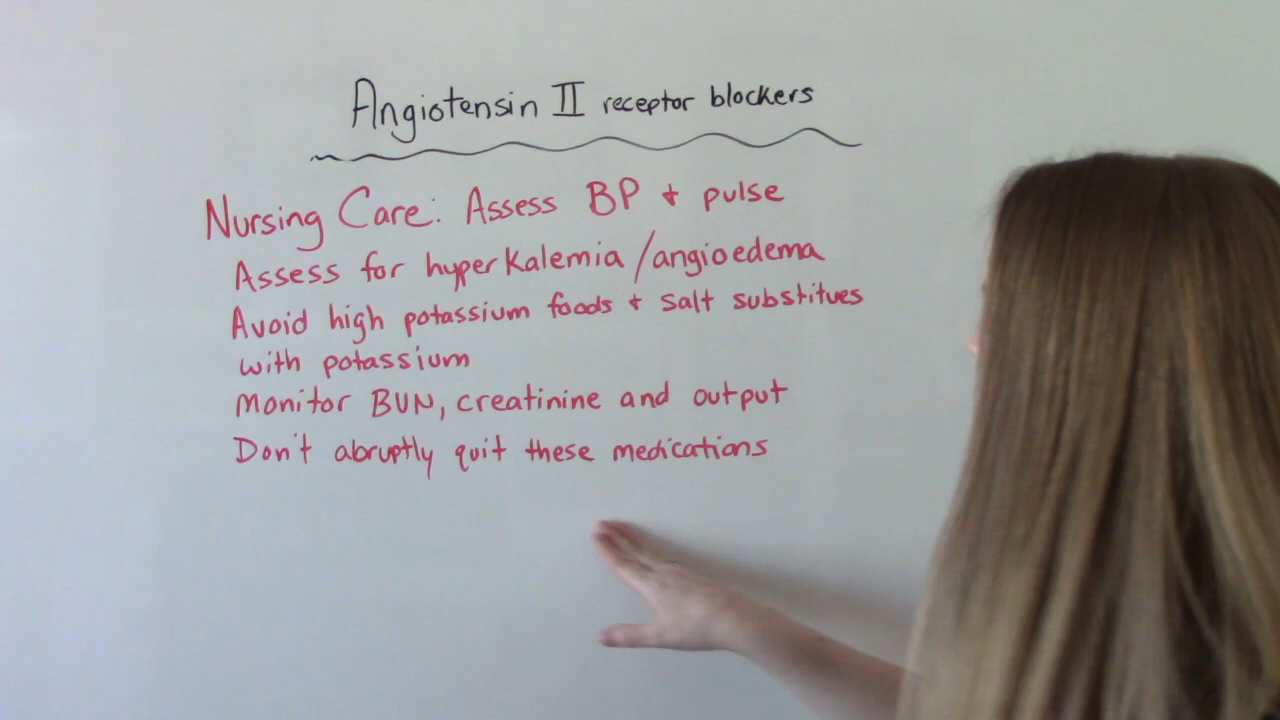 Angiotensin II receptor blockers
Nursing Care: Assess BP + pulse
Assess for hyperkalemia/angioedema
Avoid high potassium foods + salt substitues
with potassium
Monitor BUN, creatinine and output
Don't abruptly quit these medications